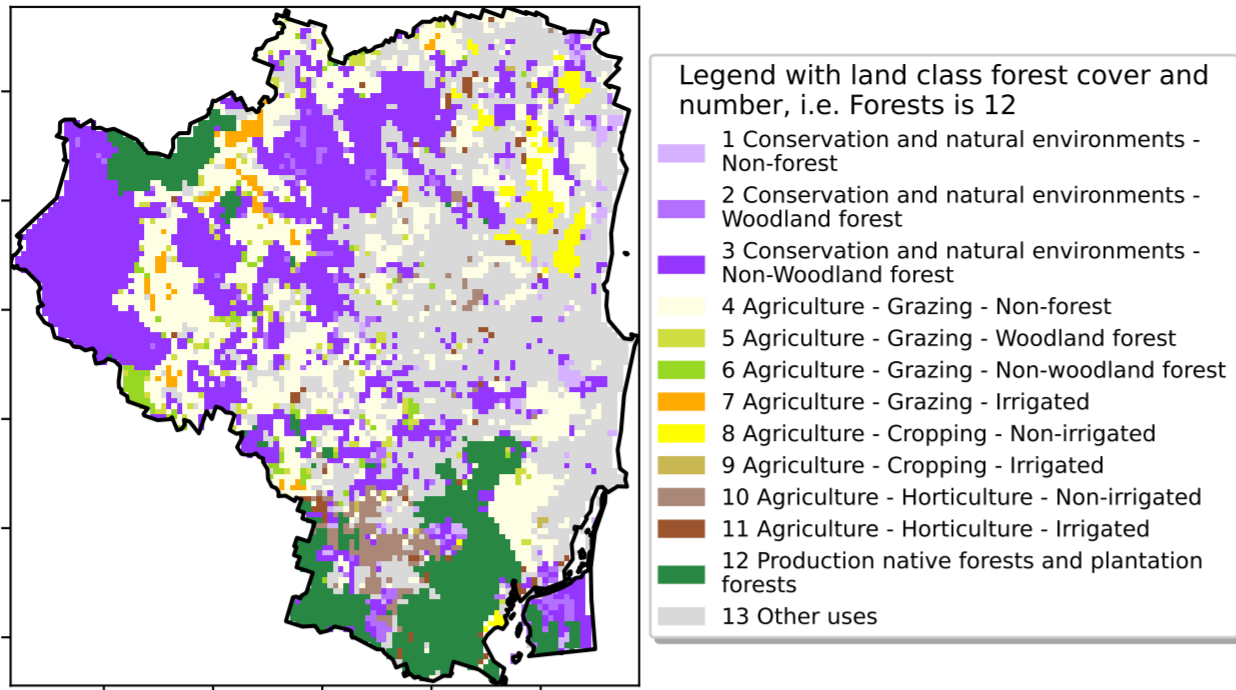 Legend with land class forest cover and
number, i.e. Forests is 12
1 Conservation and natural environments -
Non-forest
2 Conservation and natural environments -
Woodland forest
3 Conservation and natural environments -
Non-Woodland forest
4 Agriculture - Grazing - Non-forest
5 Agriculture - Grazing - Woodland forest
6 Agriculture - Grazing - Non-woodland forest
7 Agriculture - Grazing - Irrigated
8 Agriculture - Cropping - Non-irrigated
9 Agriculture - Cropping - Irrigated
10 Agriculture - Horticulture - Non-irrigated
11 Agriculture - Horticulture - Irrigated
12 Production native forests and plantation
forests
13 Other uses